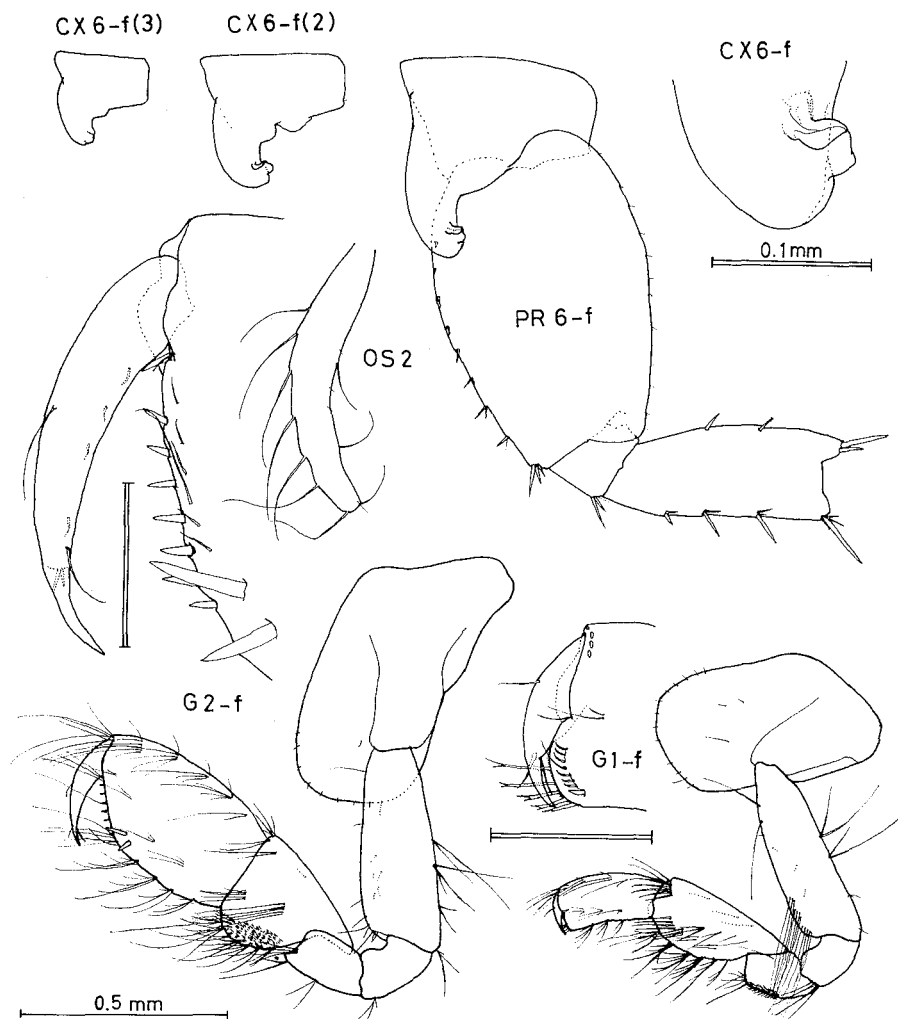 CX6-f(3)
CX6-f(2)
CX6-f
0.1mm
PR6-f
OS2
G2-f
G1-f
0.5 mm